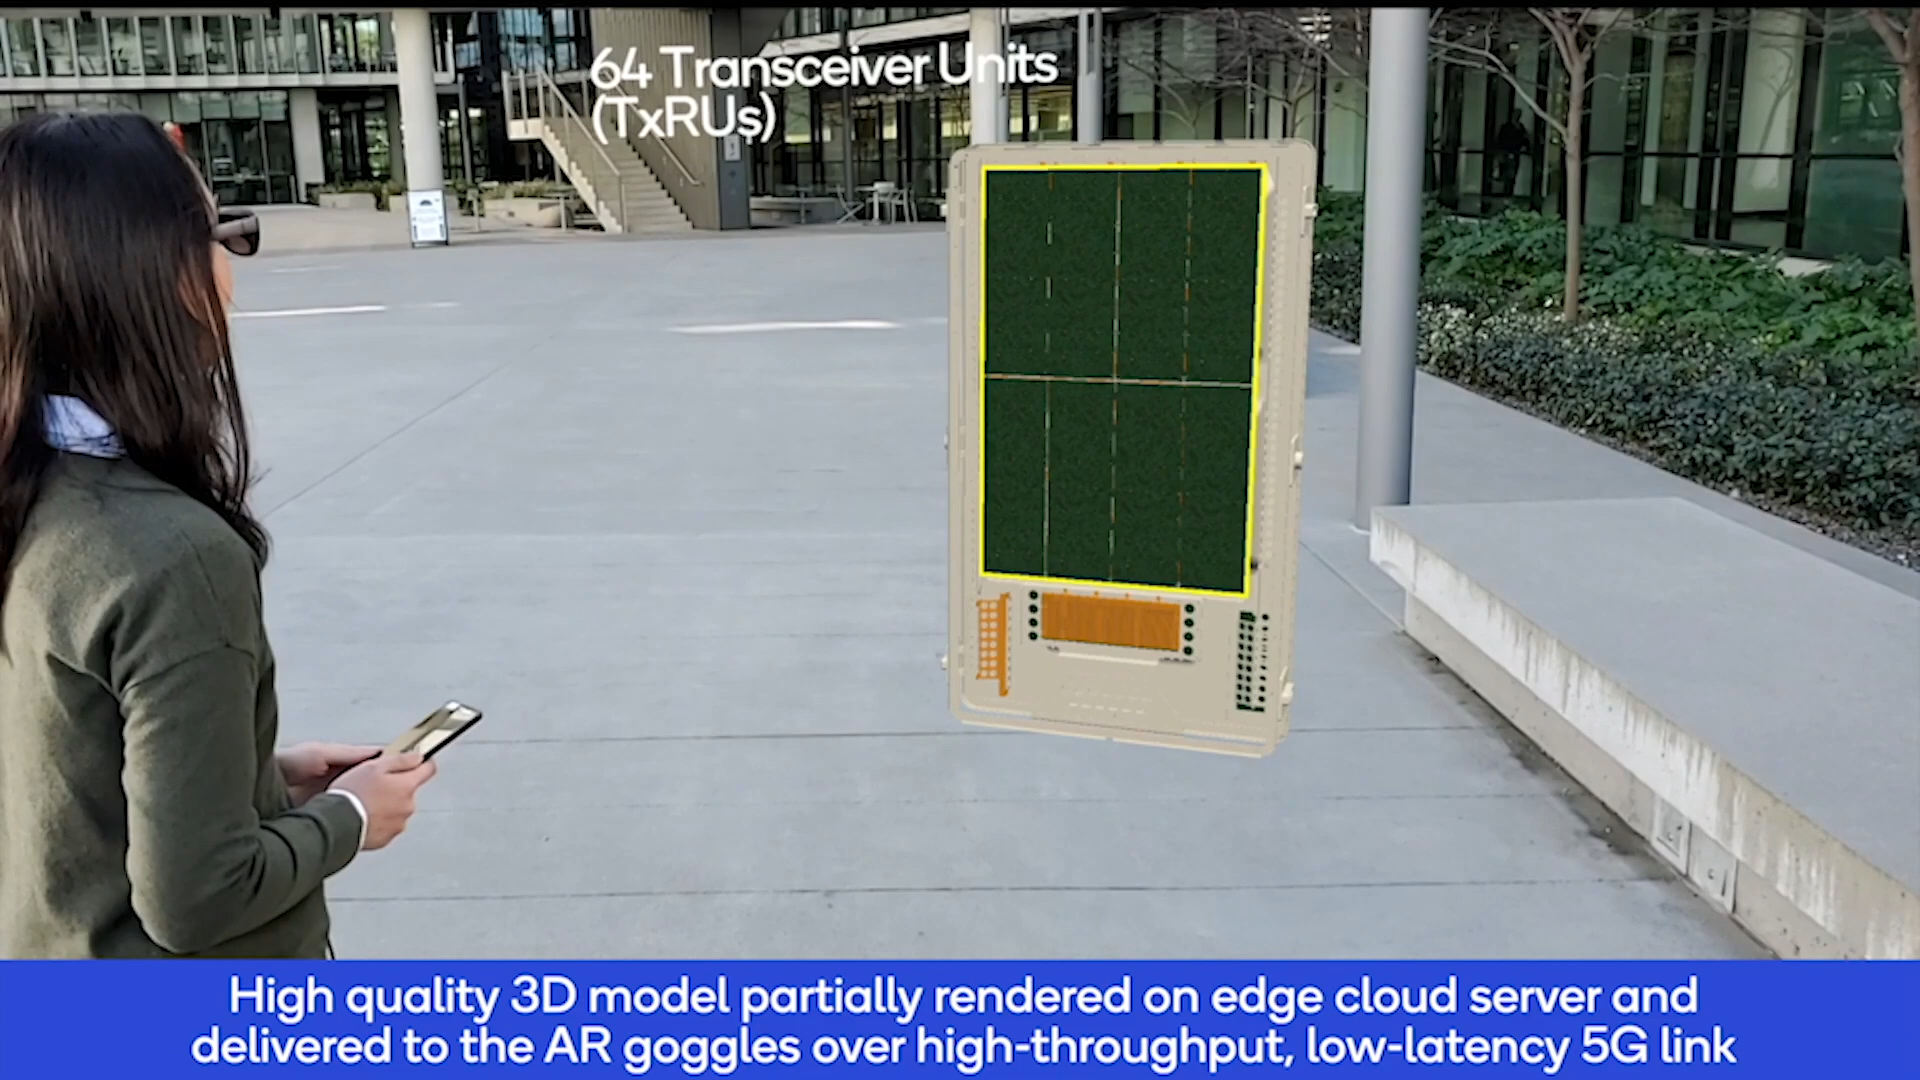 64 Transceiver Units
(TxRUs)
High quality 3D model partially rendered on edge cloud server and
delivered to the AR goggles over high-throughput, low-latency 5G link